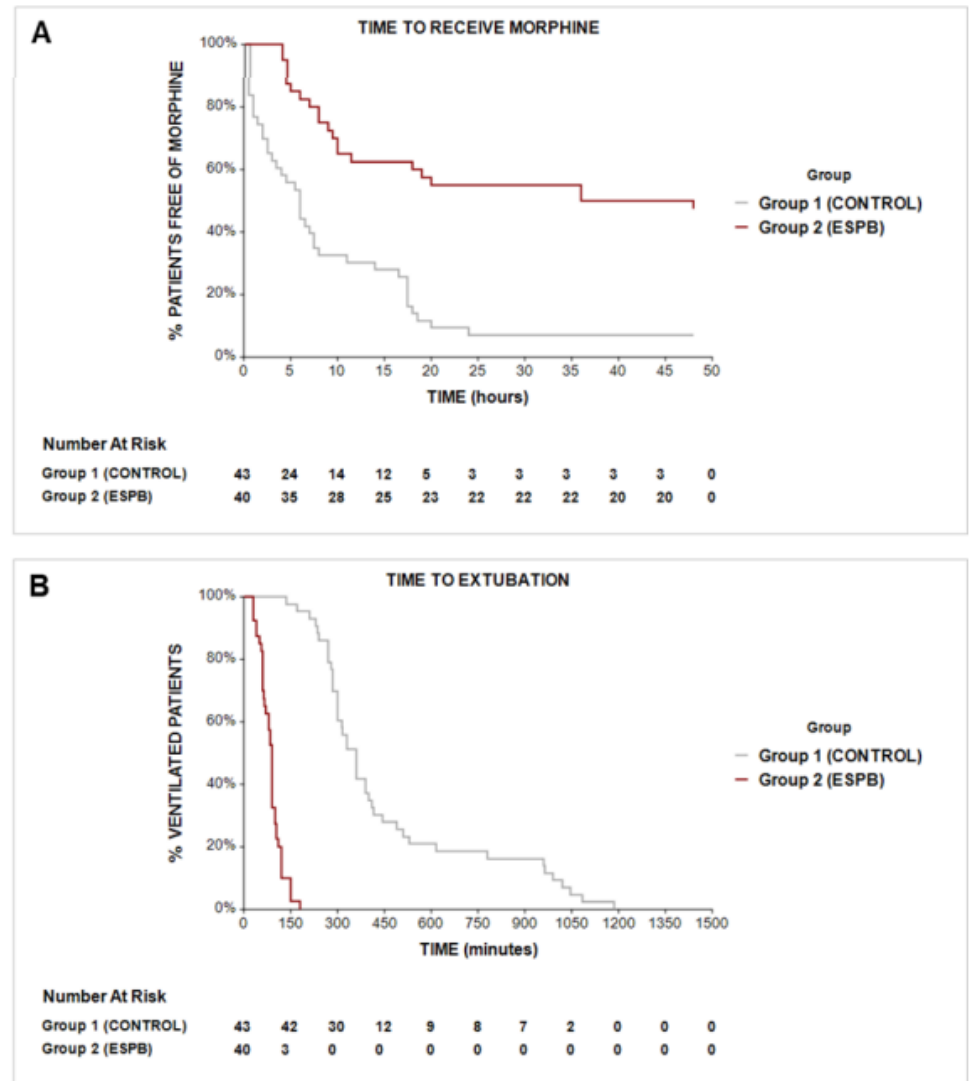 A
TIME TO RECEIVE MORPHINE
% PATIENTS FREE OF MORPHINE
100%
80%
60%
40%
20%
0%
0 5 10 15 20 25 30 35 40 45 50
TIME (hours)
Group
Group 1 (CONTROL)
Group 2 (ESPB)
Number At Risk
Group 1 (CONTROL) 43 24 14 12 5 3 3 3 3 3 0
Group 2 (ESPB) 40 35 28 25 23 22 22 22 20 20 0
B
TIME TO EXTUBATION
% VENTILATED PATIENTS
100%
80%
60%
40%
20%
0%
0 150 300 450 600 750 900 1050 1200 1350 1500
TIME (minutes)
Group
Group 1 (CONTROL)
Group 2 (ESPB)
Number At Risk
Group 1 (CONTROL) 43 42 30 12 9 8 7 2 0 0 0
Group 2 (ESPB) 40 3 0 0 0 0 0 0 0 0 0